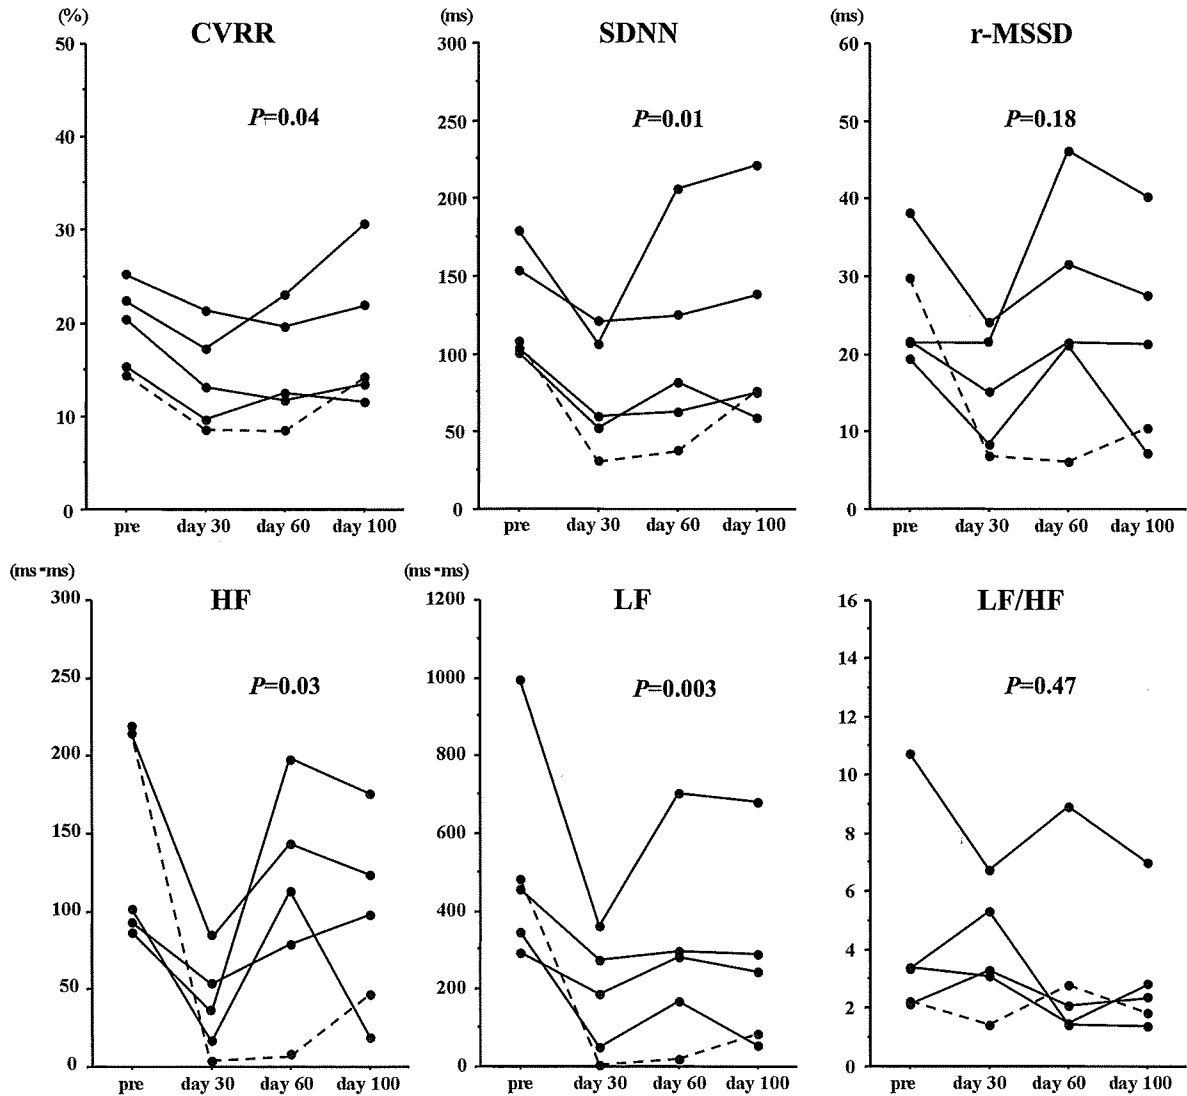 (%)
CVRR
50
P=0.04
40
30
20
10
0
pre day 30 day 60 day 100
(ms)
SDNN
300
250
P=0.01
200
150
100
50
0
pre day 30 day 60 day 100
(ms)
r-MSSD
60
50
P=0.18
40
30
20
10
0
pre day 30 day 60 day 100
(ms·ms)
HF
300
250
P=0.03
200
150
100
50
0
pre day 30 day 60 day 100
(ms·ms)
LF
1200
1000
P=0.003
800
600
400
200
0
pre day 30 day 60 day 100
LF/HF
16
14
P=0.47
12
10
8
6
4
2
0
pre day 30 day 60 day 100